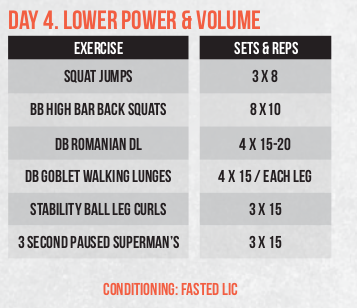 DAY 4. LOWER POWER & VOLUME
EXERCISE SETS & REPS
SQUAT JUMPS 3 X 8
BB HIGH BAR BACK SQUATS 8 X 10
DB ROMANIAN DL 4 X 15-20
DB GOBLET WALKING LUNGES 4 X 15 / EACH LEG
STABILITY BALL LEG CURLS 3 X 15
3 SECOND PAUSED SUPERMAN'S 3 X 15
CONDITIONING: FASTED LIC